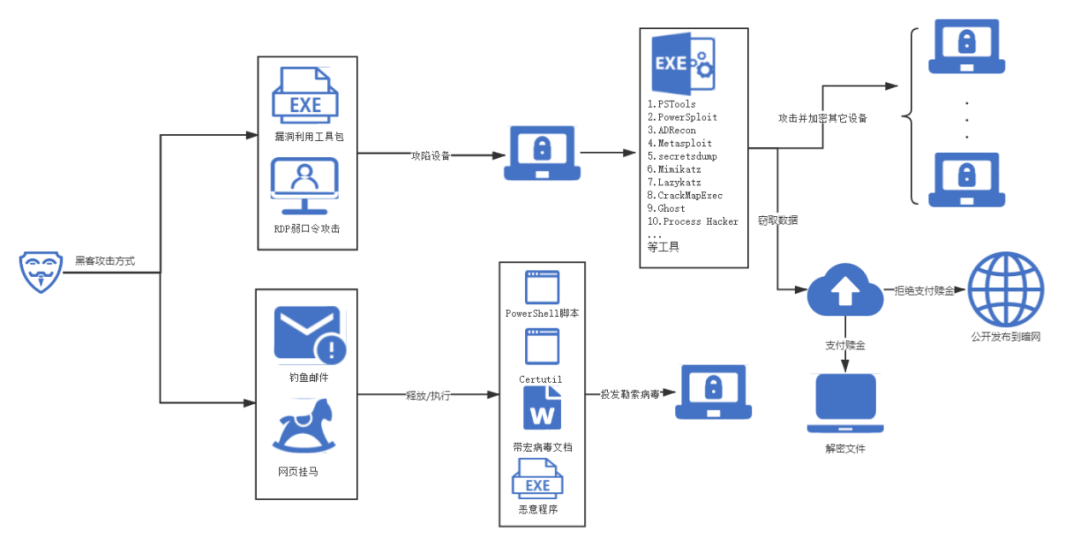 黑客攻击方式
EXE
漏洞利用工具包
RDP弱口令攻击
攻陷设备
EXE
1.PSTools
2.PowerSploit
3.ADRecon
4.Metasploit
5.secretsdump
6.Mimikatz
7.Lazykatz
8.CrackMapExec
9.Ghost
10.Process Hacker
...
等工具
攻击并加密其它设备
窃取数据
拒绝支付赎金
公开发布到暗网
支付赎金
解密文件
钓鱼邮件
网页挂马
释放/执行
PowerShell脚本
Certutil
W
带宏病毒文档
EXE
恶意程序
投发勒索病毒